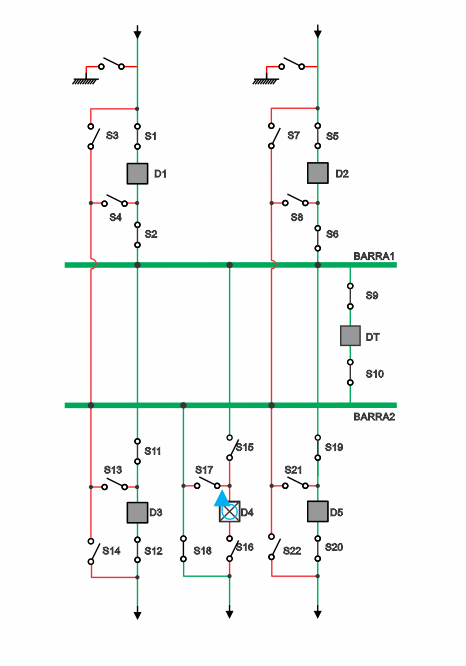 S3 S1 S7 S5
D1 D2
S4 S8
S2 S6
BARRA1
S9
DT
S10
BARRA2
S11 S15 S19
S13 S17 S21
D3 D4 D5
S14 S12 S18 S16 S22 S20